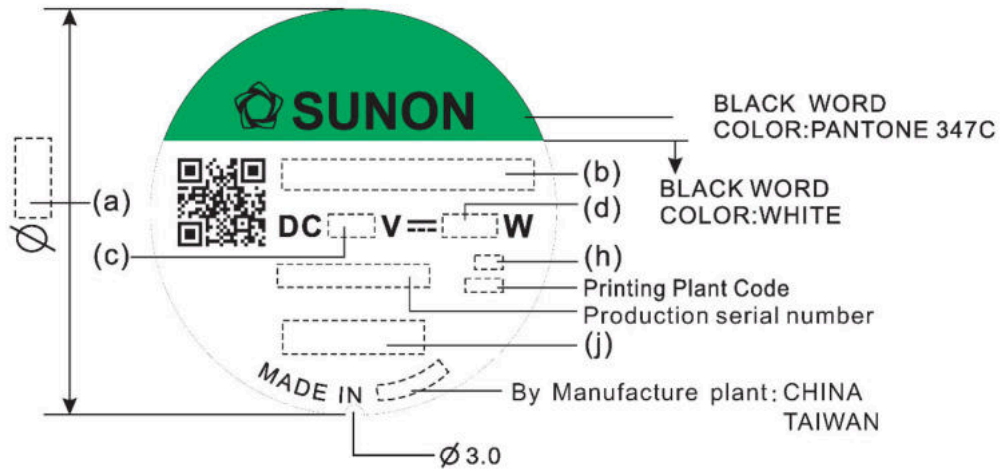 SUNON
BLACK WORD
COLOR:PANTONE 347C
BLACK WORD
COLOR:WHITE
(a)
Ø
(b)
(d)
DC V W
(c)
(h)
Printing Plant Code
Production serial number
(j)
MADE IN
By Manufacture plant: CHINA
TAIWAN
Ø 3.0